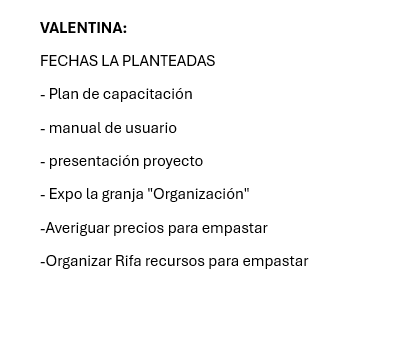 VALENTINA:
FECHAS LA PLANTEADAS
- Plan de capacitación
- manual de usuario
- presentación proyecto
- Expo la granja "Organización"
-Averiguar precios para empastar
-Organizar Rifa recursos para empastar